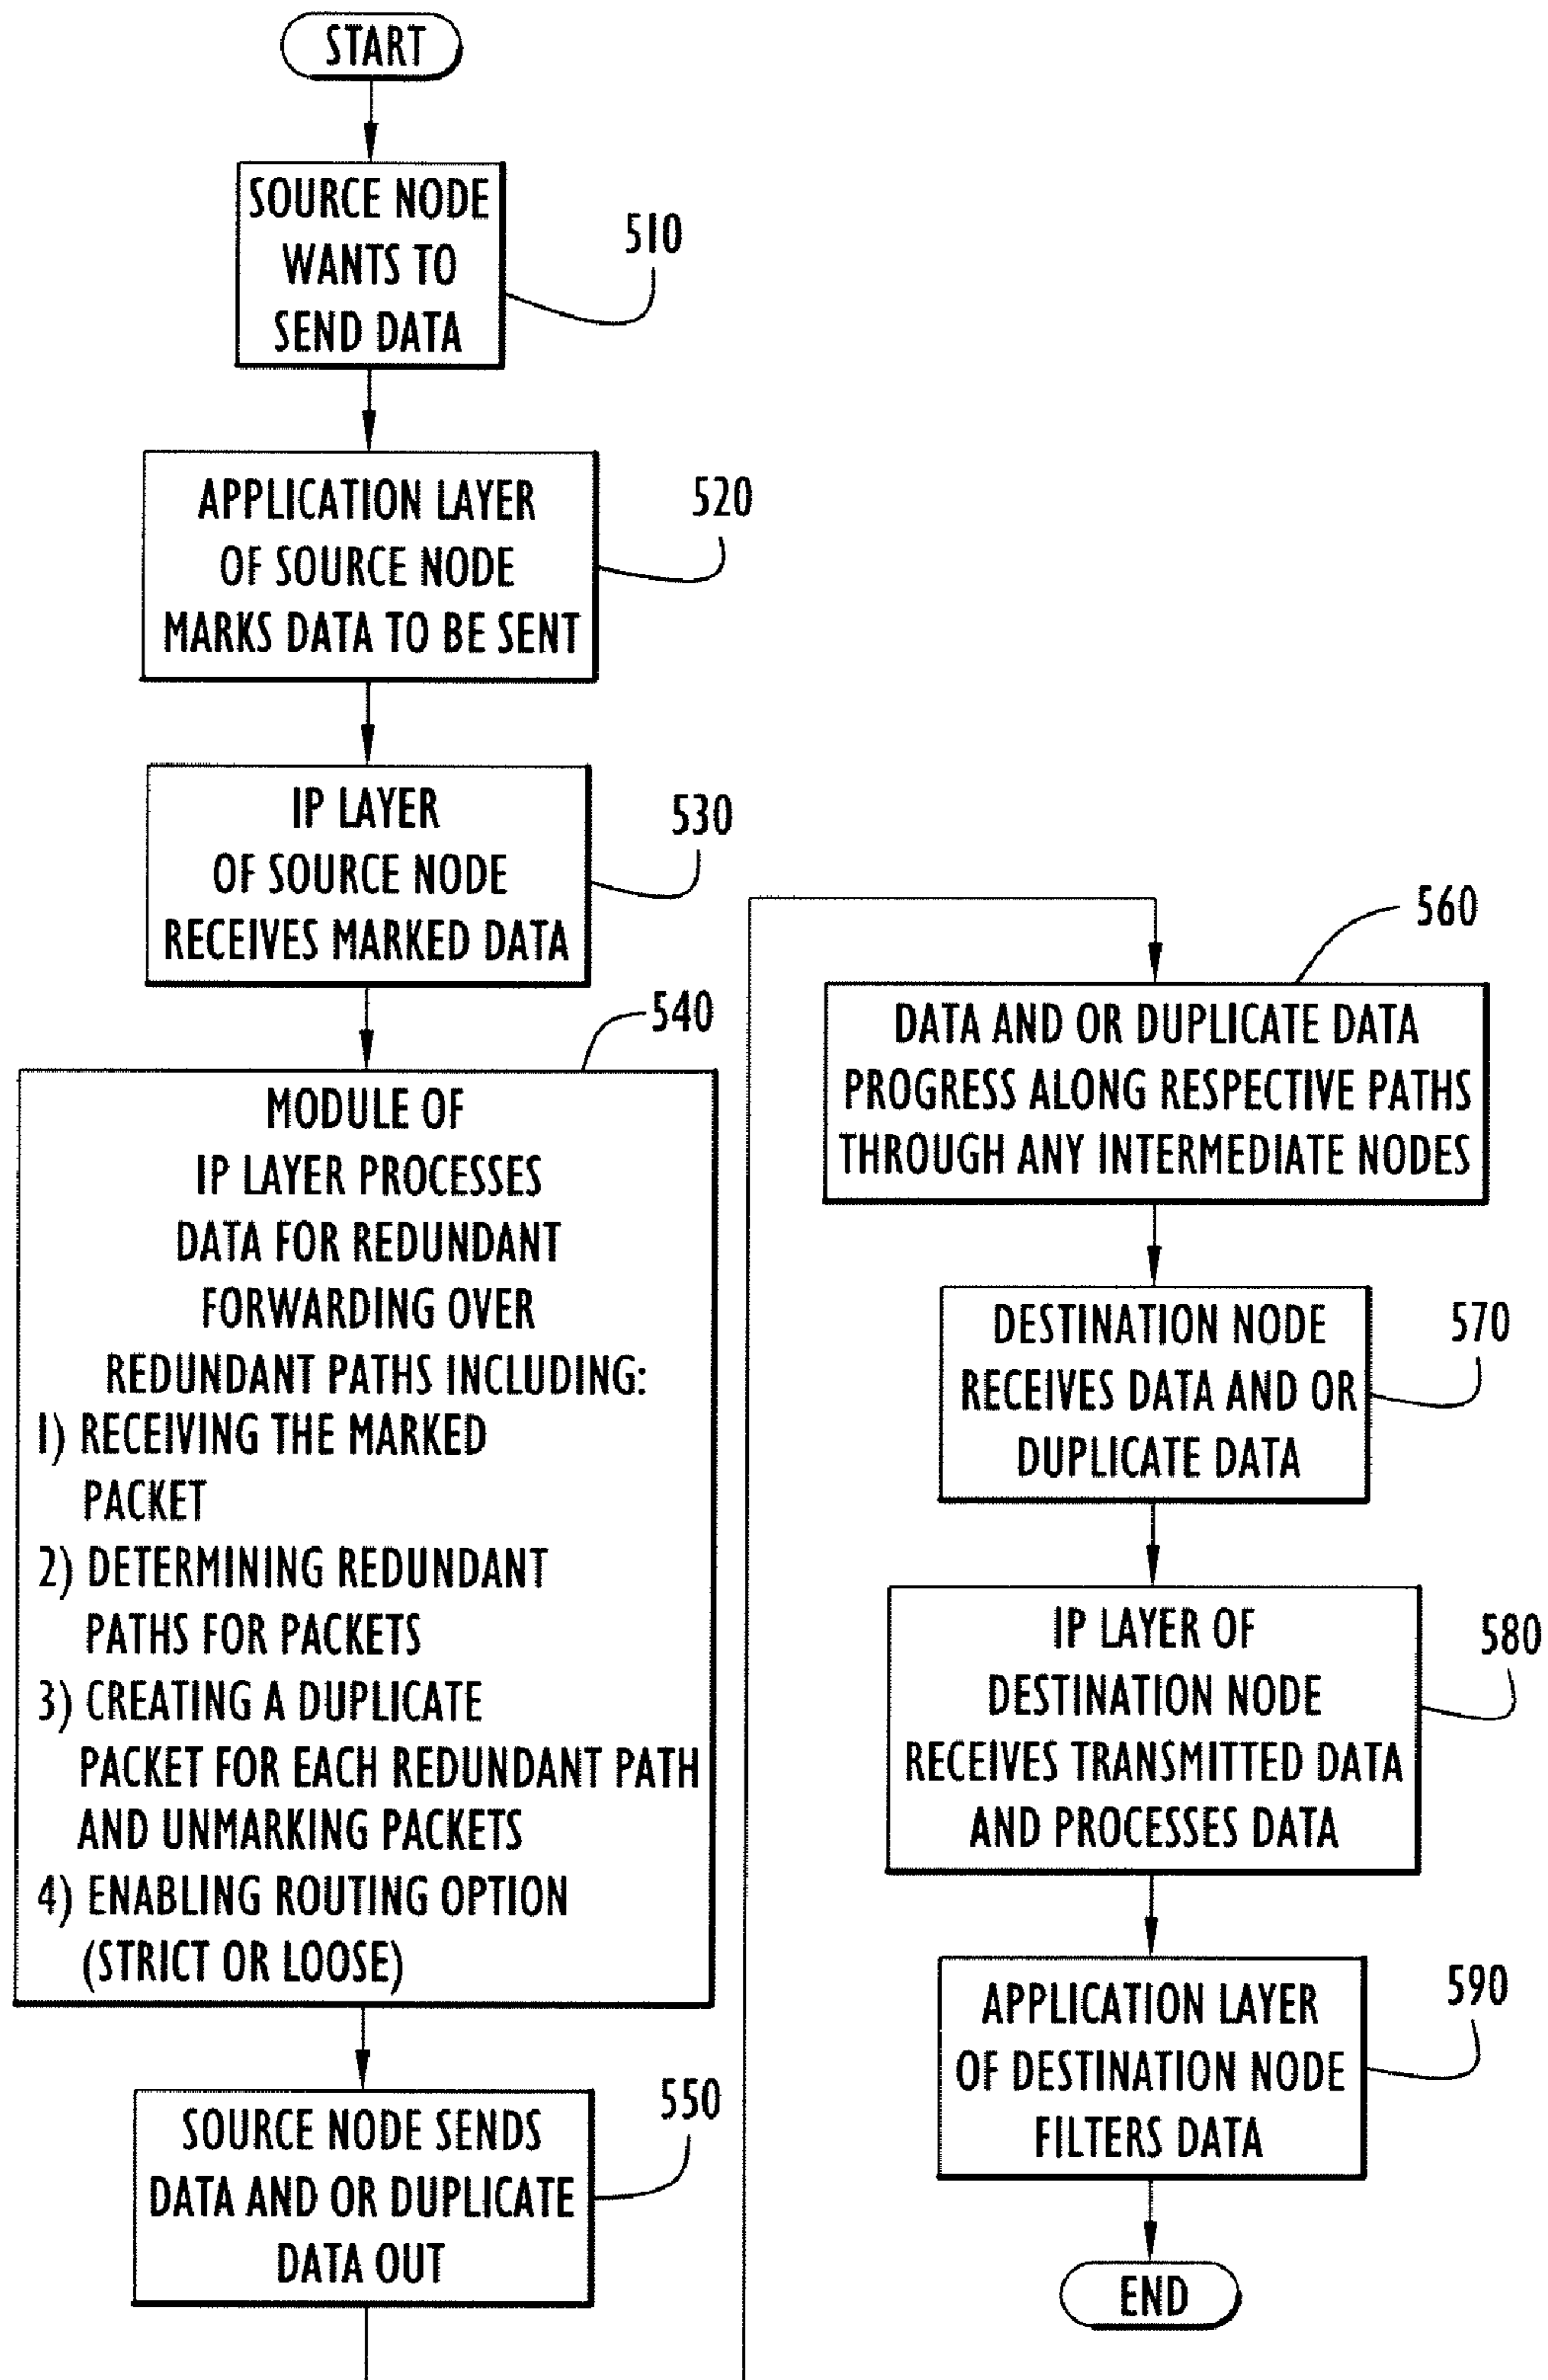 START
SOURCE NODE
WANTS TO
SEND DATA
510
APPLICATION LAYER
OF SOURCE NODE
MARKS DATA TO BE SENT
520
IP LAYER
OF SOURCE NODE
RECEIVES MARKED DATA
530
540
MODULE OF
IP LAYER PROCESSES
DATA FOR REDUNDANT
FORWARDING OVER
REDUNDANT PATHS INCLUDING:
1) RECEIVING THE MARKED
PACKET
2) DETERMINING REDUNDANT
PATHS FOR PACKETS
3) CREATING A DUPLICATE
PACKET FOR EACH REDUNDANT PATH
AND UNMARKING PACKETS
4) ENABLING ROUTING OPTION
(STRICT OR LOOSE)
SOURCE NODE SENDS
DATA AND OR DUPLICATE
DATA OUT
550
560
DATA AND OR DUPLICATE DATA
PROGRESS ALONG RESPECTIVE PATHS
THROUGH ANY INTERMEDIATE NODES
DESTINATION NODE
RECEIVES DATA AND OR
DUPLICATE DATA
570
IP LAYER OF
DESTINATION NODE
RECEIVES TRANSMITTED DATA
AND PROCESSES DATA
580
APPLICATION LAYER
OF DESTINATION NODE
FILTERS DATA
590
END